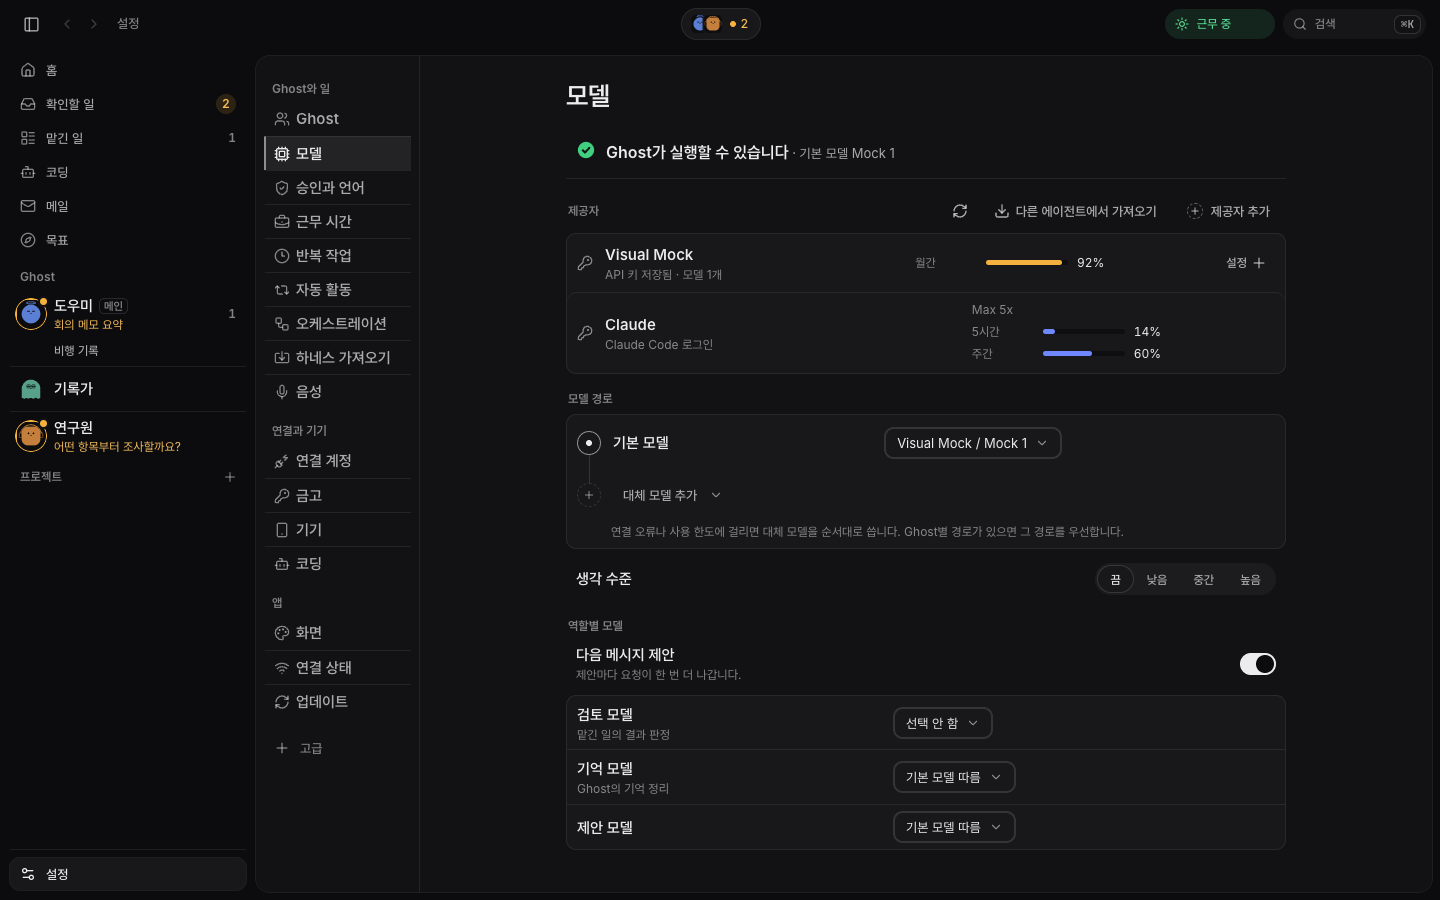 설정
2
근무 중
검색
⌘K
홈
확인할 일
2
맡긴 일
1
코딩
메일
목표
Ghost
도우미
메인
회의 메모 요약
1
비행 기록
기록가
연구원
어떤 항목부터 조사할까요?
프로젝트
설정
Ghost와 일
Ghost
모델
승인과 언어
근무 시간
반복 작업
자동 활동
오케스트레이션
하네스 가져오기
음성
연결과 기기
연결 계정
금고
기기
코딩
앱
화면
연결 상태
업데이트
고급
모델
Ghost가 실행할 수 있습니다 · 기본 모델 Mock 1
제공자
다른 에이전트에서 가져오기
제공자 추가
Visual Mock
API 키 저장됨 · 모델 1개
월간
92%
설정
Claude
Claude Code 로그인
Max 5x
5시간
14%
주간
60%
모델 경로
기본 모델
Visual Mock / Mock 1
대체 모델 추가
연결 오류나 사용 한도에 걸리면 대체 모델을 순서대로 씁니다. Ghost별 경로가 있으면 그 경로를 우선합니다.
생각 수준
끔
낮음
중간
높음
역할별 모델
다음 메시지 제안
제안마다 요청이 한 번 더 나갑니다.
검토 모델
맡긴 일의 결과 판정
선택 안 함
기억 모델
Ghost의 기억 정리
기본 모델 따름
제안 모델
기본 모델 따름